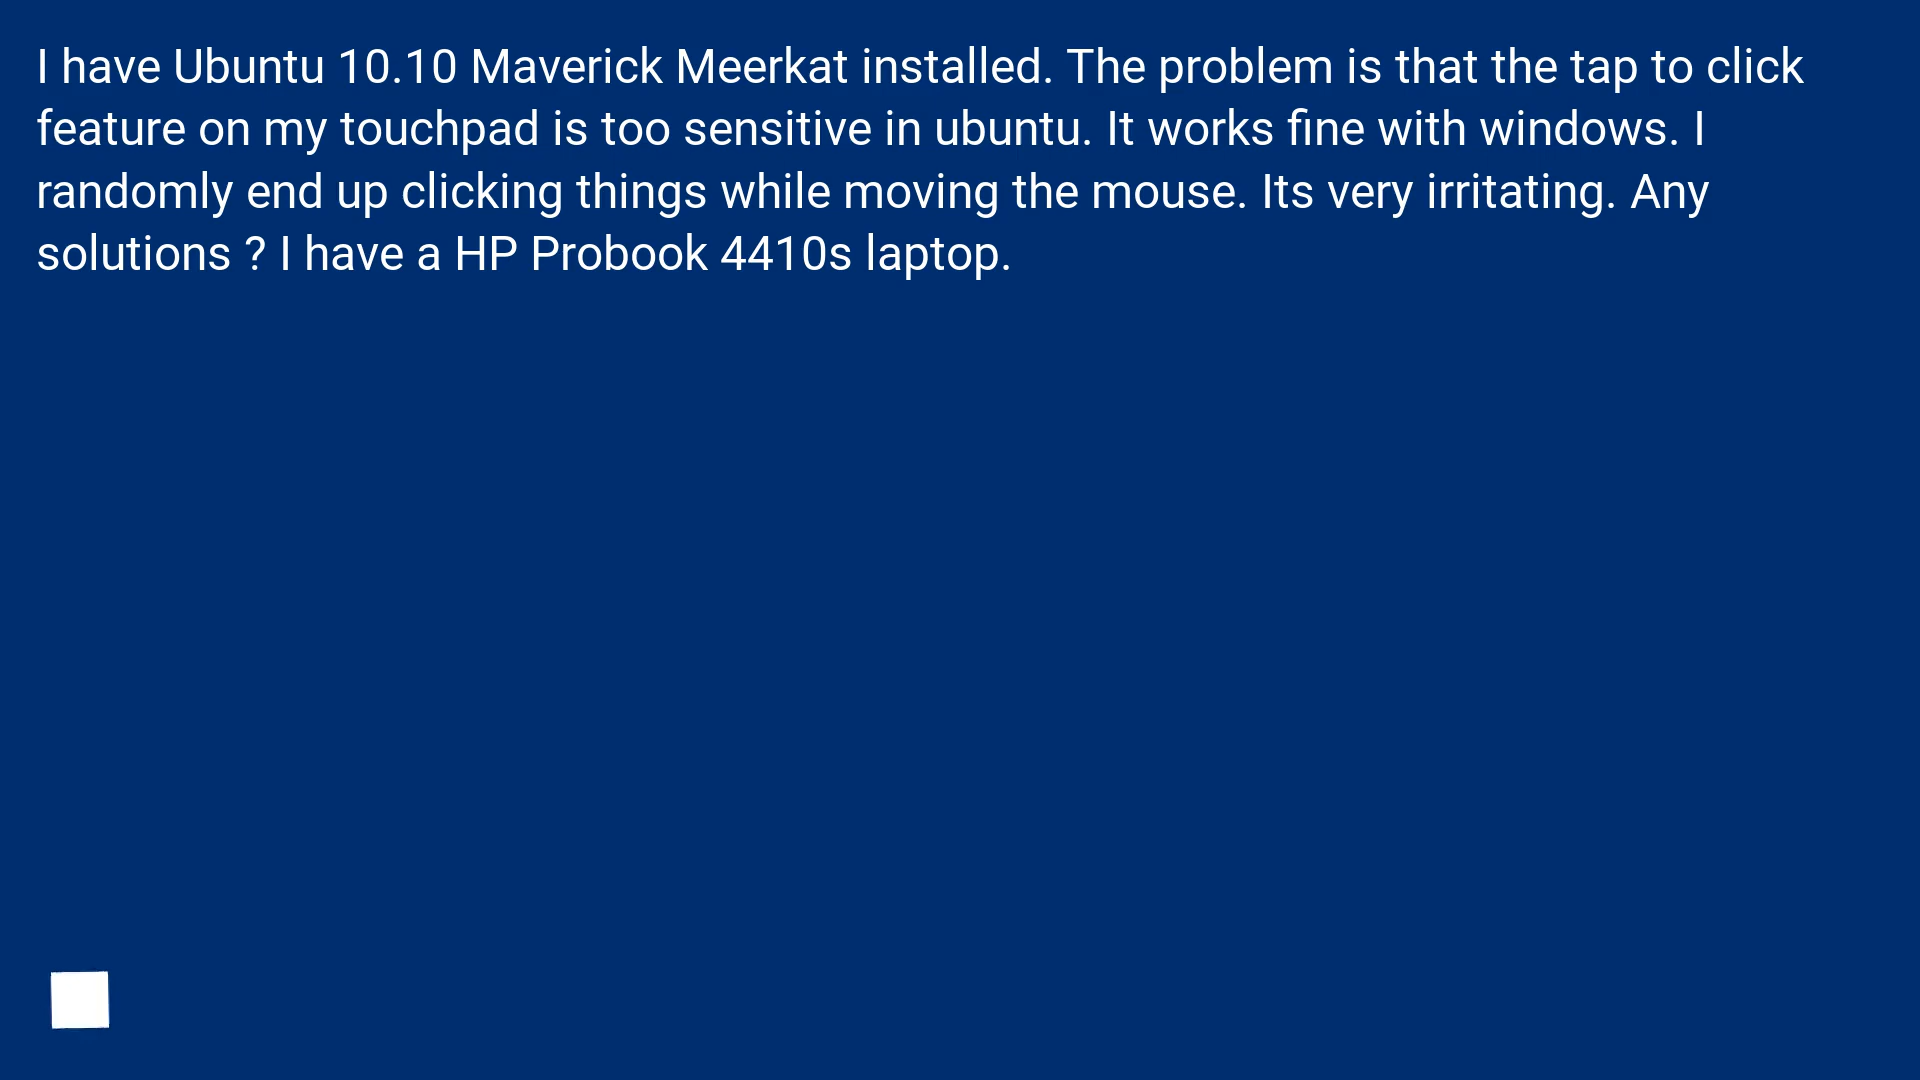 I have Ubuntu 10.10 Maverick Meerkat installed. The problem is that the tap to click
feature on my touchpad is too sensitive in ubuntu. It works fine with windows. I
randomly end up clicking things while moving the mouse. Its very irritating. Any
solutions ? I have a HP Probook 4410s laptop.